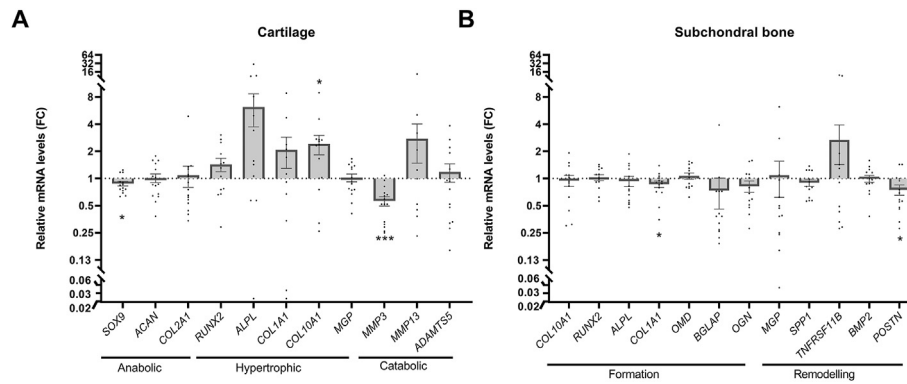 A
Cartilage
Relative mRNA levels (FC)
64
32
16
8
4
2
1
0.5
0.25
0.13
0.06
0.03
0.02
*
*
***
SOX9
ACAN
COL2A1
RUNX2
ALPL
COL1A1
COL10A1
MGP
MMP3
MMP13
ADAMTS5
Anabolic
Hypertrophic
Catabolic
B
Subchondral bone
Relative mRNA levels (FC)
64
32
16
8
4
2
1
0.5
0.25
0.13
0.06
0.03
0.02
*
*
COL10A1
RUNX2
ALPL
COL1A1
OMD
BGLAP
OGN
MGP
SPP1
TNFRSF11B
BMP2
POSTN
Formation
Remodelling